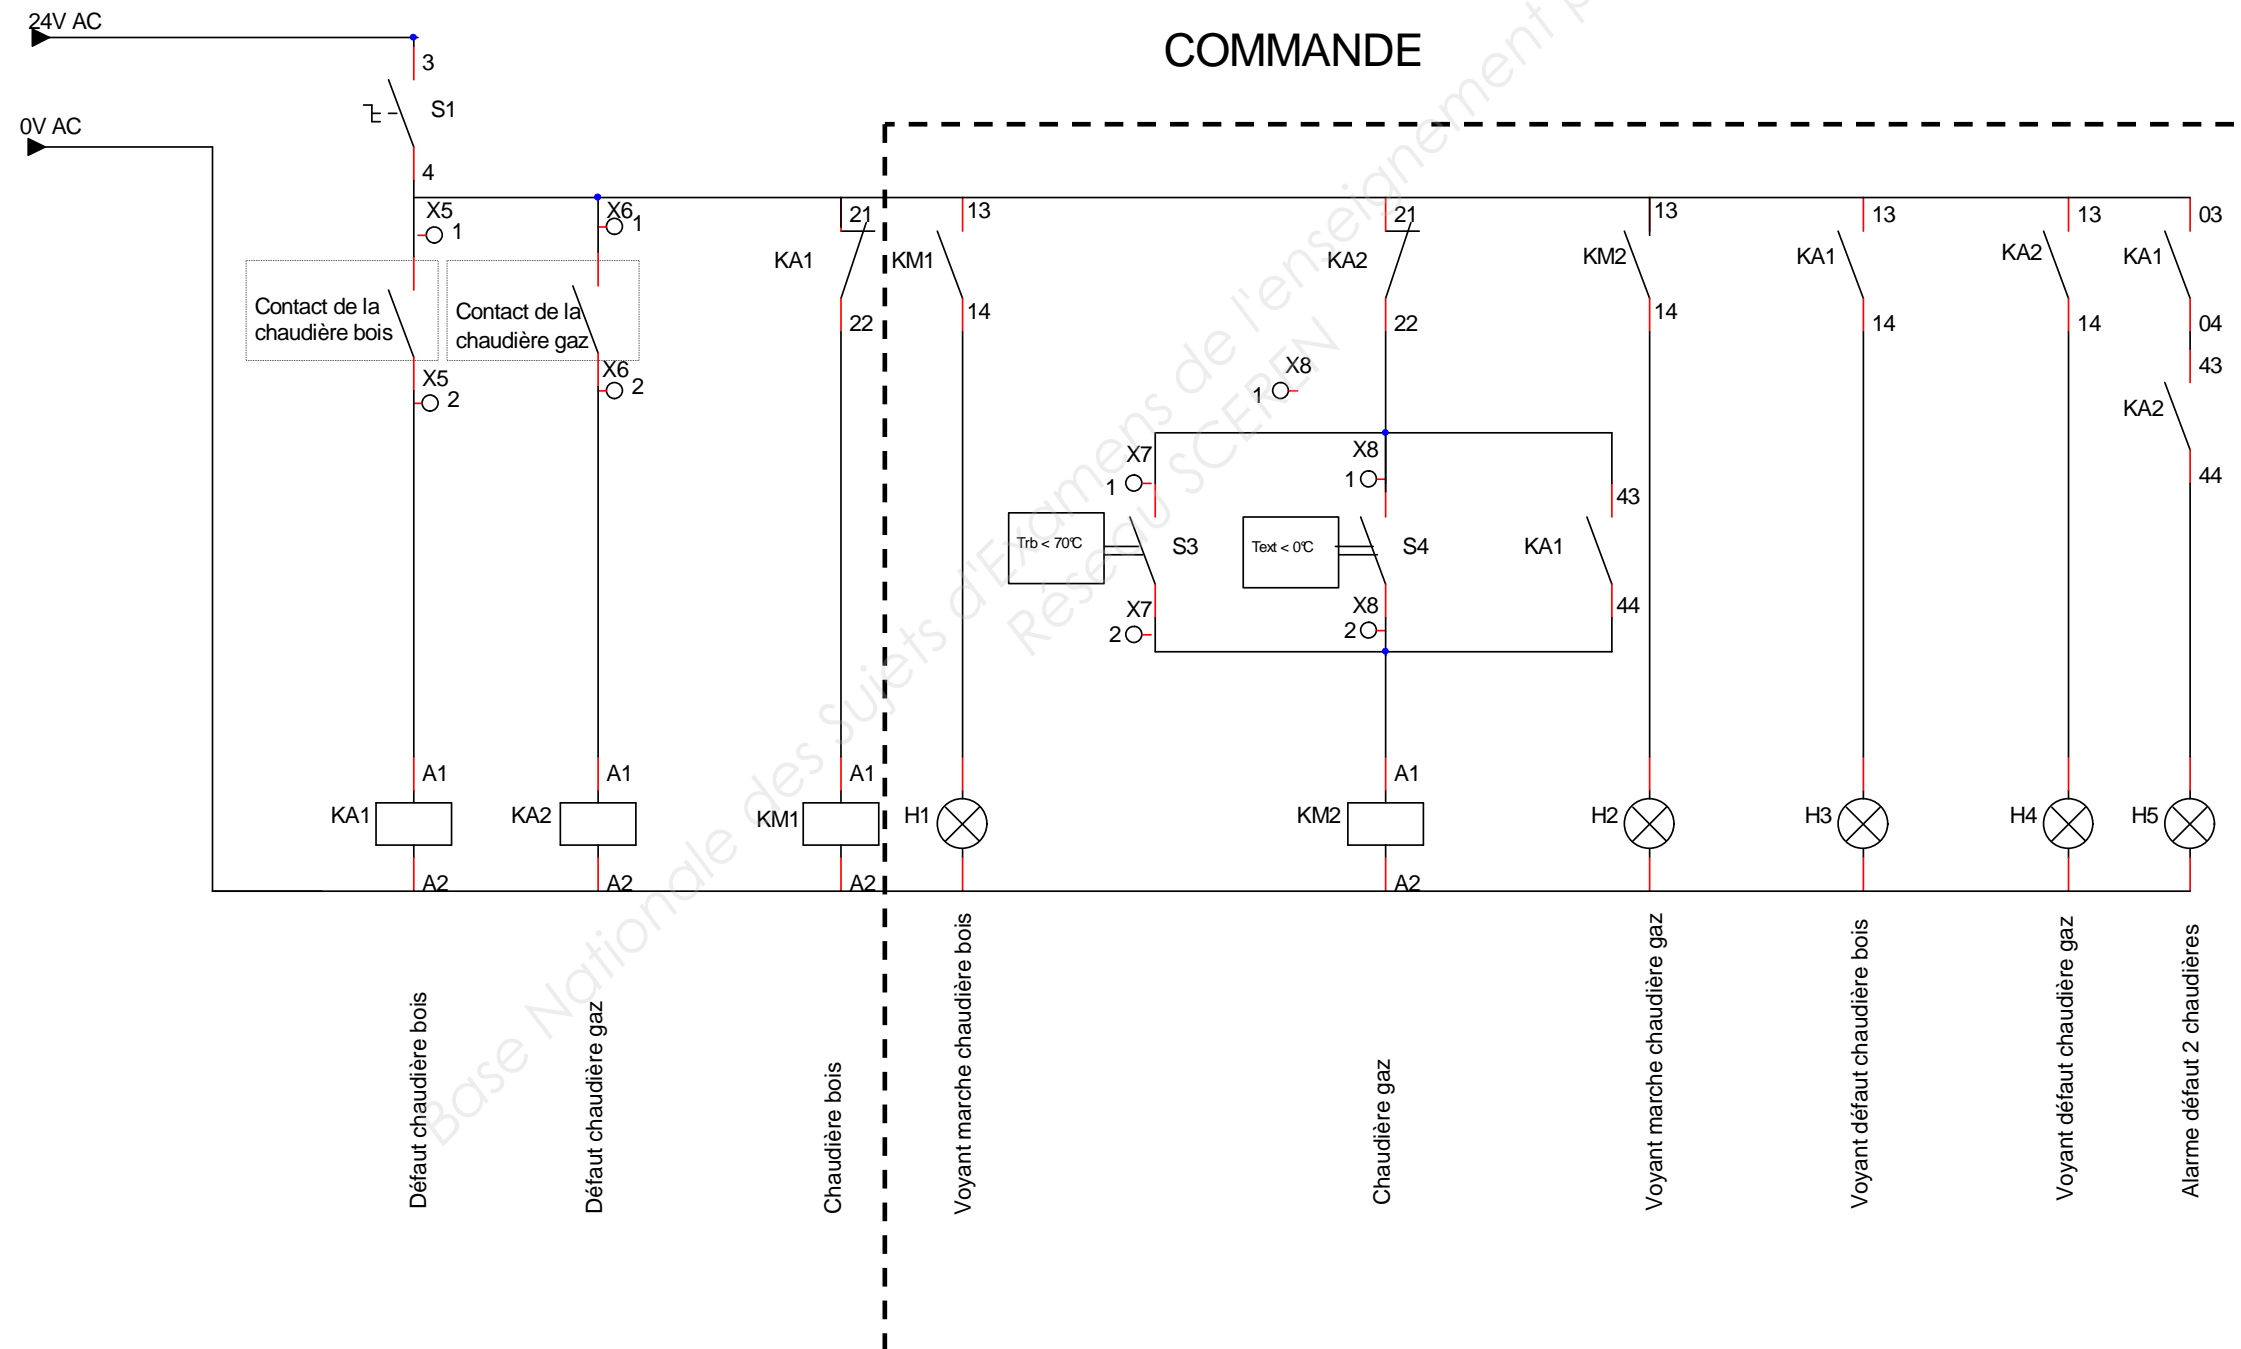 24V AC
COMMANDE
3
S1
0V AC
4
X5
1
X6
1
21
13
21
13
13
13
03
KA1
KM1
KA2
KM2
KA1
KA2
KA1
Contact de la
chaudière bois
Contact de la
chaudière gaz
22
14
22
14
14
14
04
X5
2
X6
2
X8
1
43
KA2
X7
1
X8
1
43
44
Trb < 70°C
S3
Text < 0°C
S4
KA1
X7
2
X8
2
44
A1
A1
A1
A1
KA1
KA2
KM1
H1
KM2
H2
H3
H4
H5
A2
A2
A2
A2
Défaut chaudière bois
Défaut chaudière gaz
Chaudière bois
Voyant marche chaudière bois
Chaudière gaz
Voyant marche chaudière gaz
Voyant défaut chaudière bois
Voyant défaut chaudière gaz
Alarme défaut 2 chaudières
Base Nationale des Sujets d'Examens de l'enseignement
Réseau SCEREN